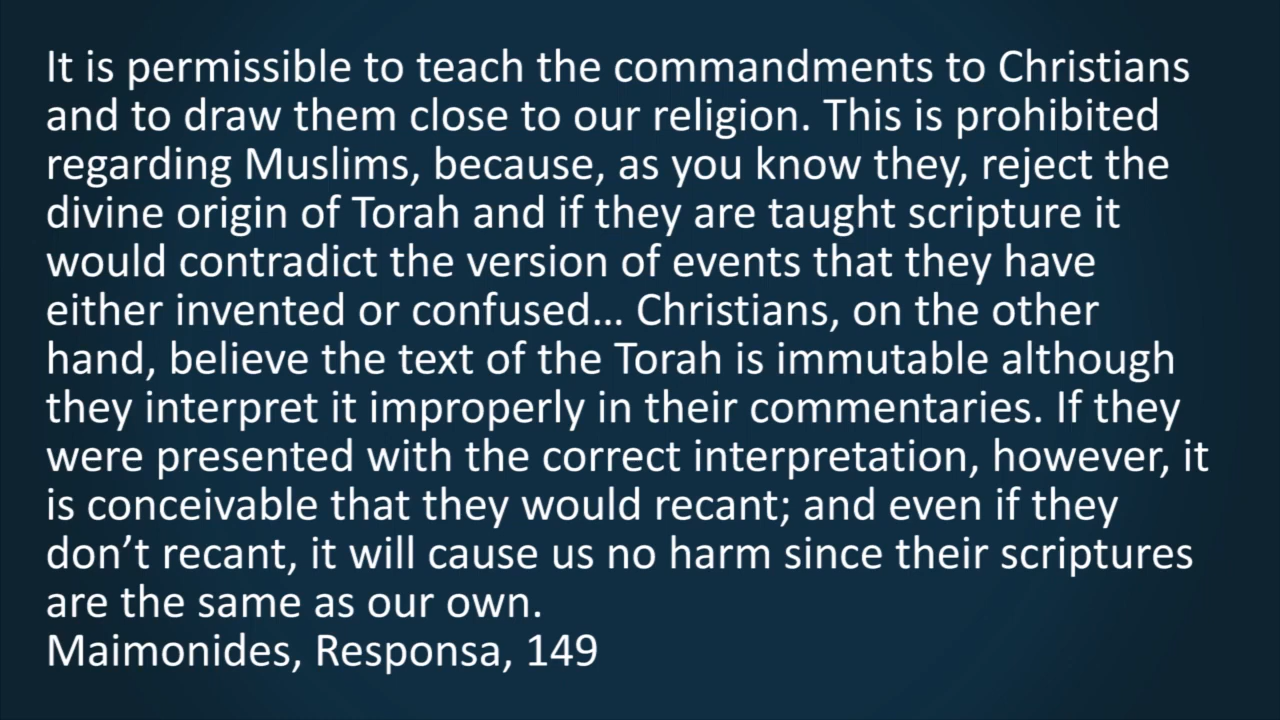 It is permissible to teach the commandments to Christians
and to draw them close to our religion. This is prohibited
regarding Muslims, because, as you know they, reject the
divine origin of Torah and if they are taught scripture it
would contradict the version of events that they have
either invented or confused... Christians, on the other
hand, believe the text of the Torah is immutable although
they interpret it improperly in their commentaries. If they
were presented with the correct interpretation, however, it
is conceivable that they would recant; and even if they
don’t recant, it will cause us no harm since their scriptures
are the same as our own.
Maimonides, Responsa, 149